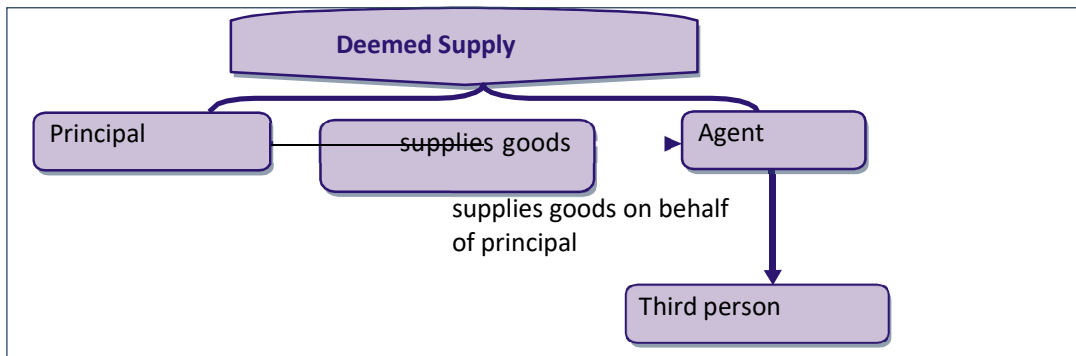 Deemed Supply
Principal
supplies goods
Agent
supplies goods on behalf
of principal
Third person